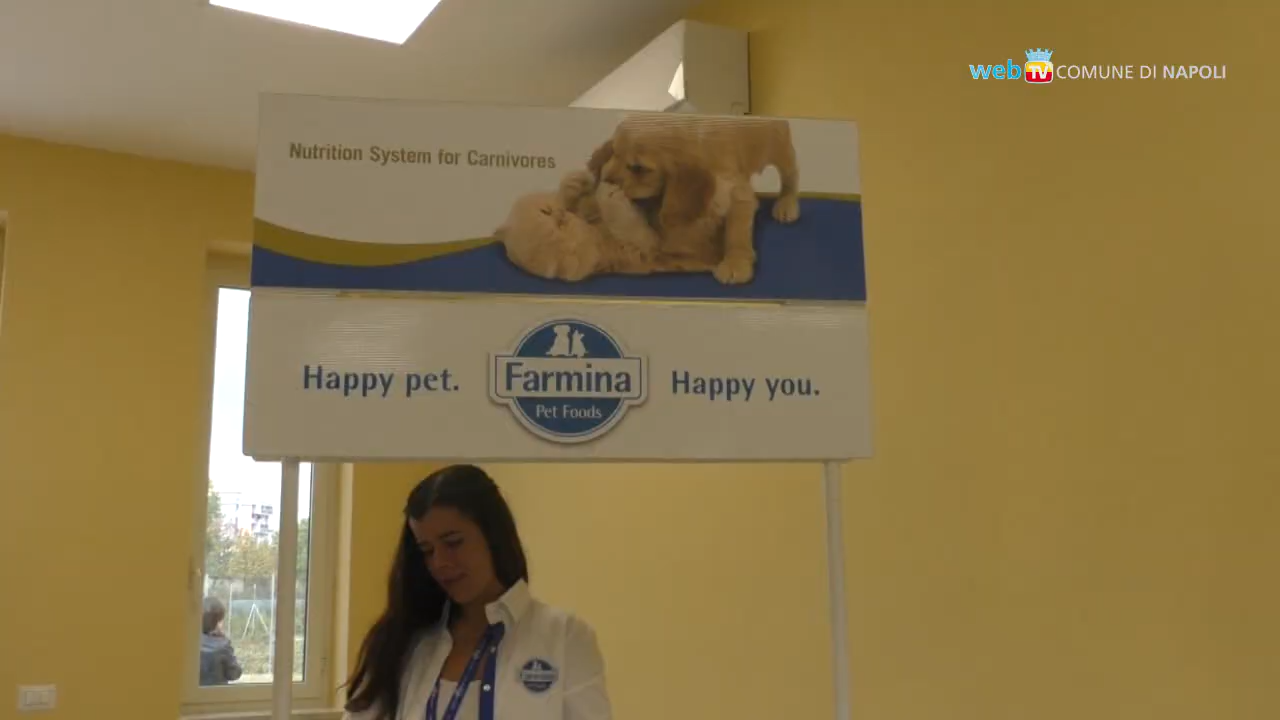 web TV COMUNE DI NAPOLI
Nutrition System for Carnivores
Happy pet.
Farmina
Pet Foods
Happy you.